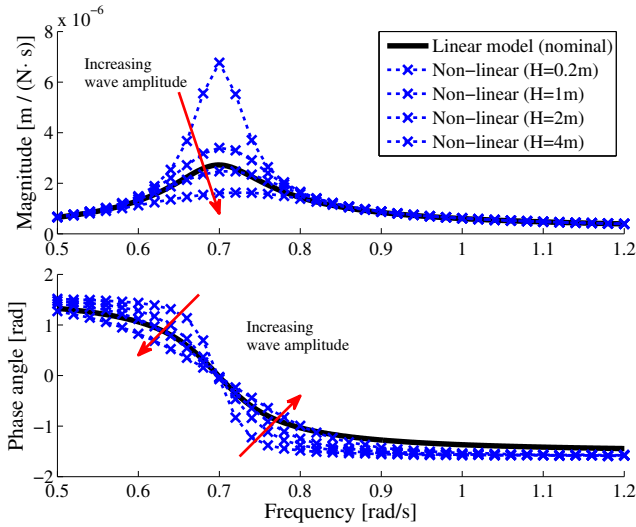 x 10⁻⁶
8
6
4
2
0
Magnitude [m / (N· s)]
Increasing
wave amplitude
Linear model (nominal)
Non−linear (H=0.2m)
Non−linear (H=1m)
Non−linear (H=2m)
Non−linear (H=4m)
0.5 0.6 0.7 0.8 0.9 1 1.1 1.2
2
1
0
−1
−2
Phase angle [rad]
Increasing
wave amplitude
0.5 0.6 0.7 0.8 0.9 1 1.1 1.2
Frequency [rad/s]